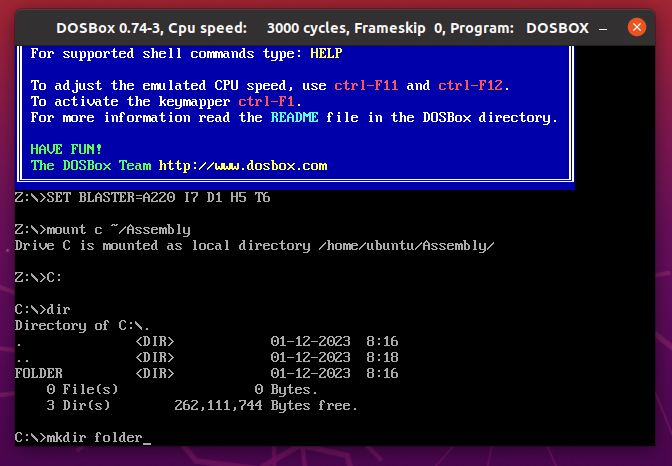 DOSBox 0.74-3, Cpu speed:    3000 cycles, Frameskip  0, Program:   DOSBOX
For supported shell commands type: HELP
To adjust the emulated CPU speed, use ctrl-F11 and ctrl-F12.
To activate the keymapper ctrl-F1.
For more information read the README file in the DOSBox directory.
HAVE FUN!
The DOSBox Team http://www.dosbox.com
Z:\>SET BLASTER=A220 I7 D1 H5 T6
Z:\>mount c ~/Assembly
Drive C is mounted as local directory /home/ubuntu/Assembly/
Z:\>C:
C:\>dir
Directory of C:\.
.              <DIR>            01-12-2023  8:16
..             <DIR>            01-12-2023  8:18
FOLDER         <DIR>            01-12-2023  8:16
    0 File(s)                 0 Bytes.
    3 Dir(s)        262,111,744 Bytes free.
C:\>mkdir folder_